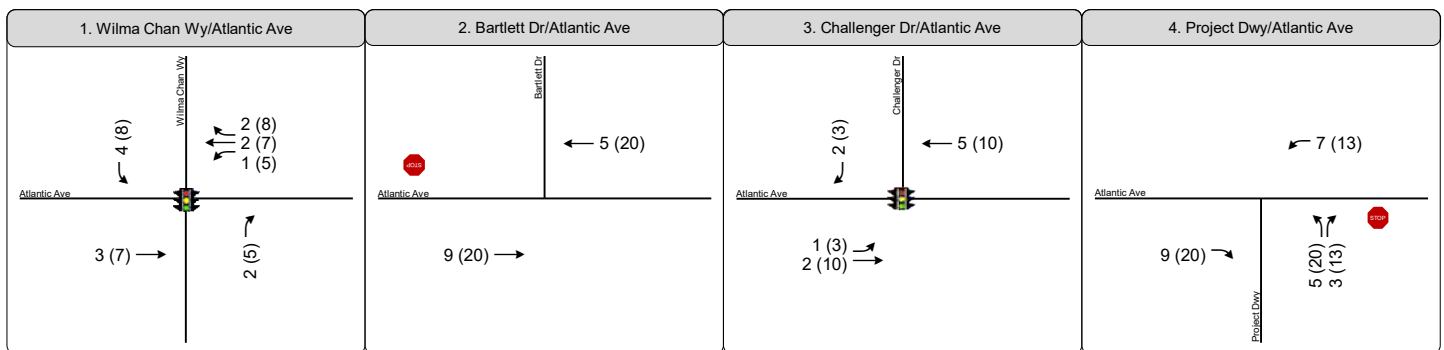 1. Wilma Chan Wy/Atlantic Ave
Wilma Chan Wy
4 (8)
2 (8)
2 (7)
1 (5)
Atlantic Ave
3 (7)
2 (5)
2. Bartlett Dr/Atlantic Ave
Bartlett Dr
5 (20)
STOP
Atlantic Ave
9 (20)
3. Challenger Dr/Atlantic Ave
Challenger Dr
2 (3)
5 (10)
Atlantic Ave
1 (3)
2 (10)
4. Project Dwy/Atlantic Ave
7 (13)
Atlantic Ave
STOP
9 (20)
5 (20)
3 (13)
Project Dwy